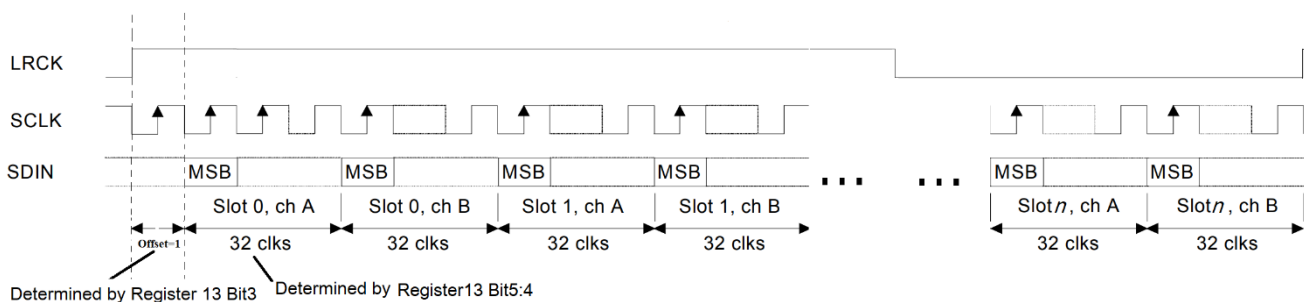 LRCK
SCLK
SDIN
MSB MSB MSB MSB ... ... MSB MSB
Slot 0, ch A Slot 0, ch B Slot 1, ch A Slot 1, ch B Slotn, ch A Slotn, ch B
Offset=1 32 clks 32 clks 32 clks 32 clks 32 clks 32 clks
Determined by Register 13 Bit3 Determined by Register13 Bit5:4